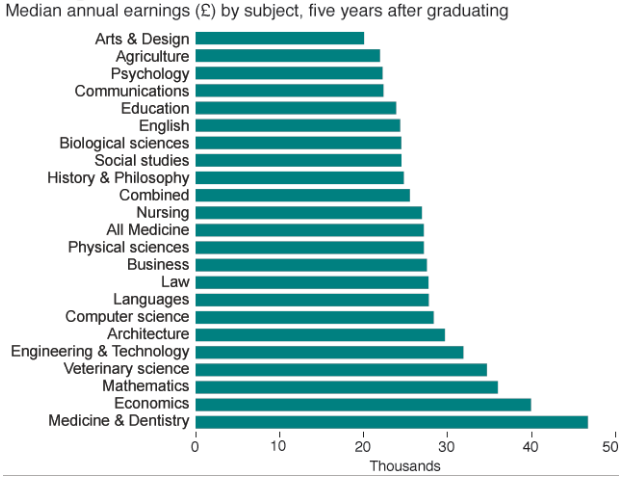 Median annual earnings (£) by subject, five years after graduating
Arts & Design
Agriculture
Psychology
Communications
Education
English
Biological sciences
Social studies
History & Philosophy
Combined
Nursing
All Medicine
Physical sciences
Business
Law
Languages
Computer science
Architecture
Engineering & Technology
Veterinary science
Mathematics
Economics
Medicine & Dentistry
0 10 20 30 40 50
Thousands